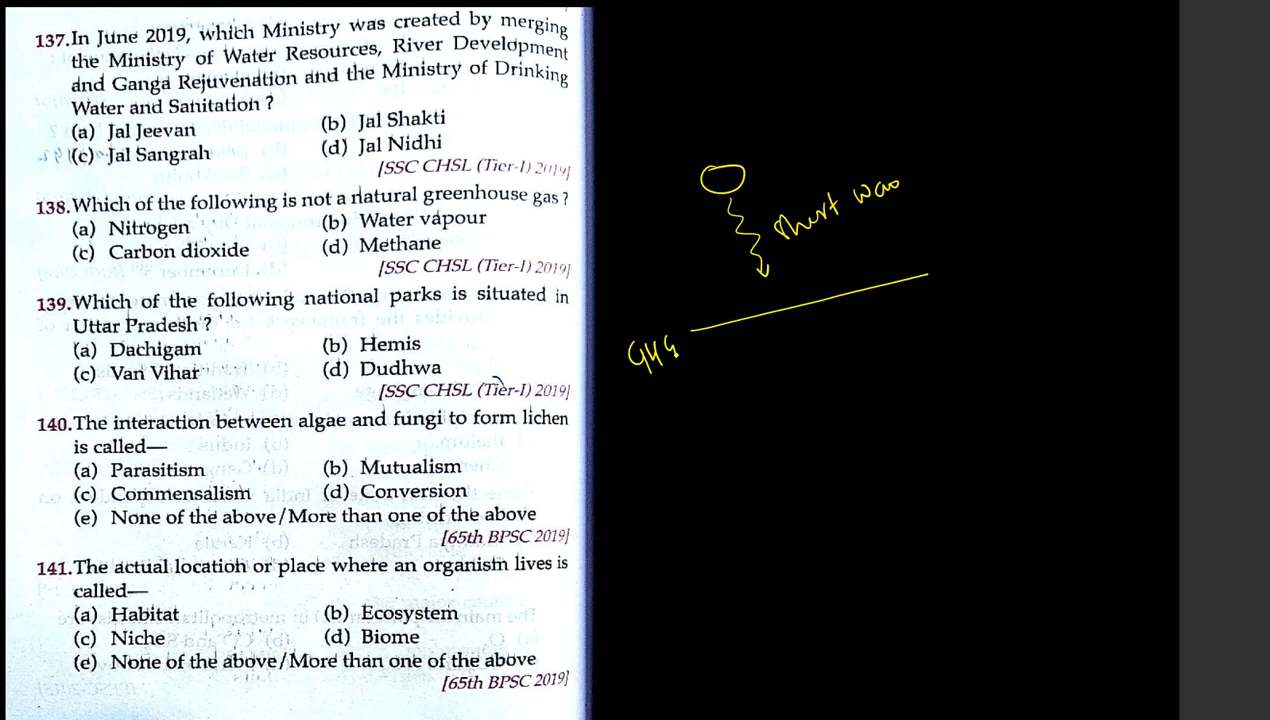 137.In June 2019, which Ministry was created by merging
the Ministry of Water Resources, River Development
and Ganga Rejuvenation and the Ministry of Drinking
Water and Sanitation ?
(a) Jal Jeevan (b) Jal Shakti
(c) Jal Sangrah (d) Jal Nidhi
[SSC CHSL (Tier-I) 2019]
138.Which of the following is not a natural greenhouse gas ?
(a) Nitrogen (b) Water vapour
(c) Carbon dioxide (d) Methane
[SSC CHSL (Tier-I) 2019]
139.Which of the following national parks is situated in
Uttar Pradesh ?
(a) Dachigam (b) Hemis
(c) Van Vihar (d) Dudhwa
[SSC CHSL (Tier-I) 2019]
140.The interaction between algae and fungi to form lichen
is called—
(a) Parasitism (b) Mutualism
(c) Commensalism (d) Conversion
(e) None of the above/More than one of the above
[65th BPSC 2019]
141.The actual location or place where an organism lives is
called—
(a) Habitat (b) Ecosystem
(c) Niche (d) Biome
(e) None of the above/More than one of the above
[65th BPSC 2019]
short
GHG